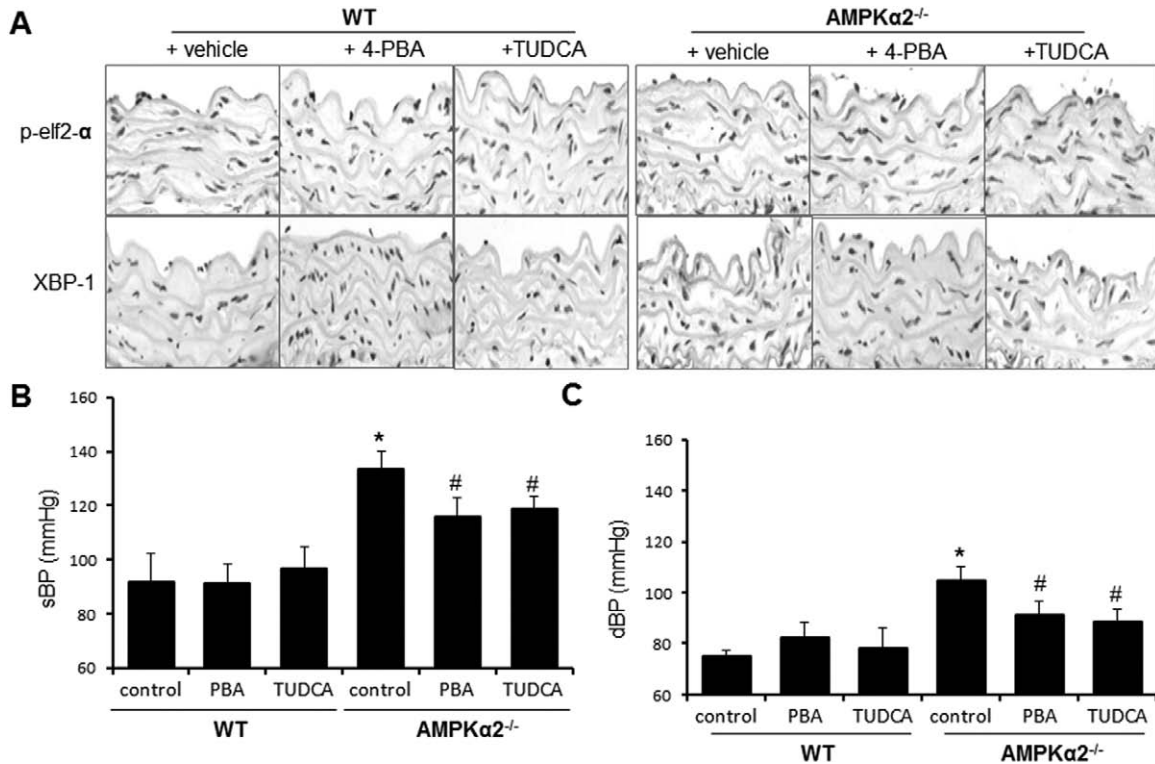 A
WT
AMPKα2-/-
+ vehicle
+ 4-PBA
+TUDCA
+ vehicle
+ 4-PBA
+TUDCA
p-elf2-α
XBP-1
B
160
140
120
100
80
60
sBP (mmHg)
*
#
#
control
PBA
TUDCA
control
PBA
TUDCA
WT
AMPKα2-/-
C
160
140
120
100
80
60
dBP (mmHg)
*
#
#
control
PBA
TUDCA
control
PBA
TUDCA
WT
AMPKα2-/-